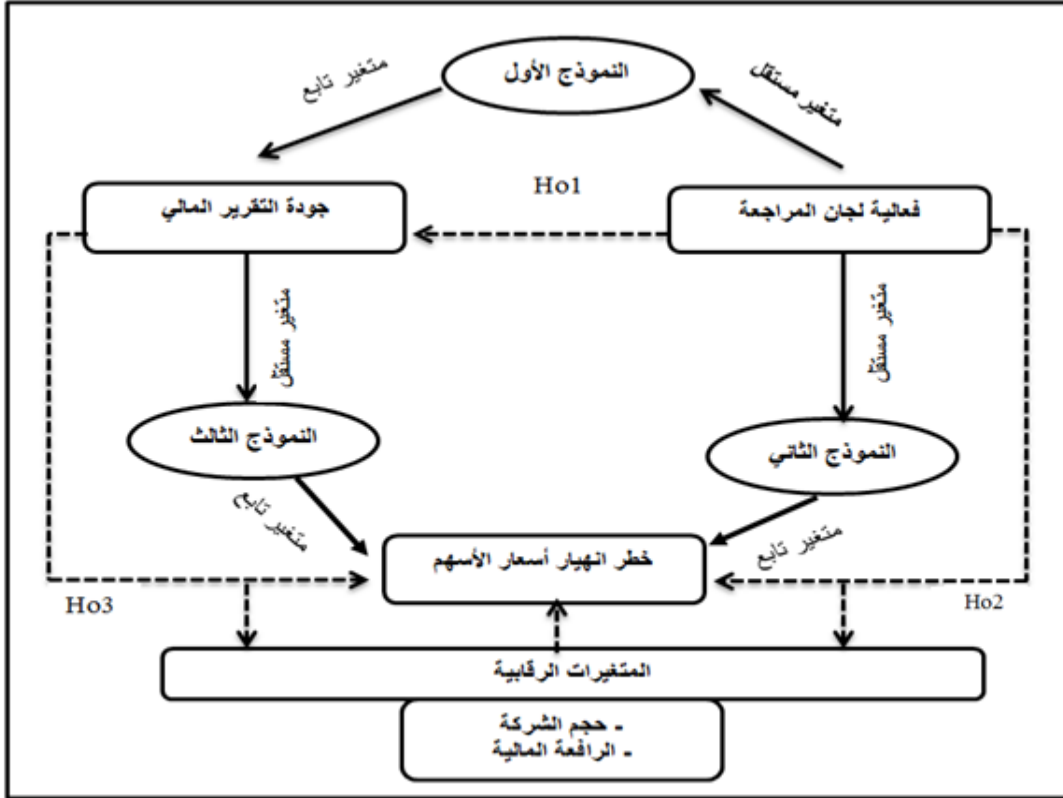 النموذج الأول
متغير مستقل
متغير تابع
Ho1
فعالية لجان المراجعة
جودة التقرير المالي
متغير مستقل
متغير مستقل
النموذج الثاني
النموذج الثالث
متغير تابع
متغير تابع
خطر انهيار أسعار الأسهم
Ho2
Ho3
المتغيرات الرقابية
- حجم الشركة
- الرافعة المالية